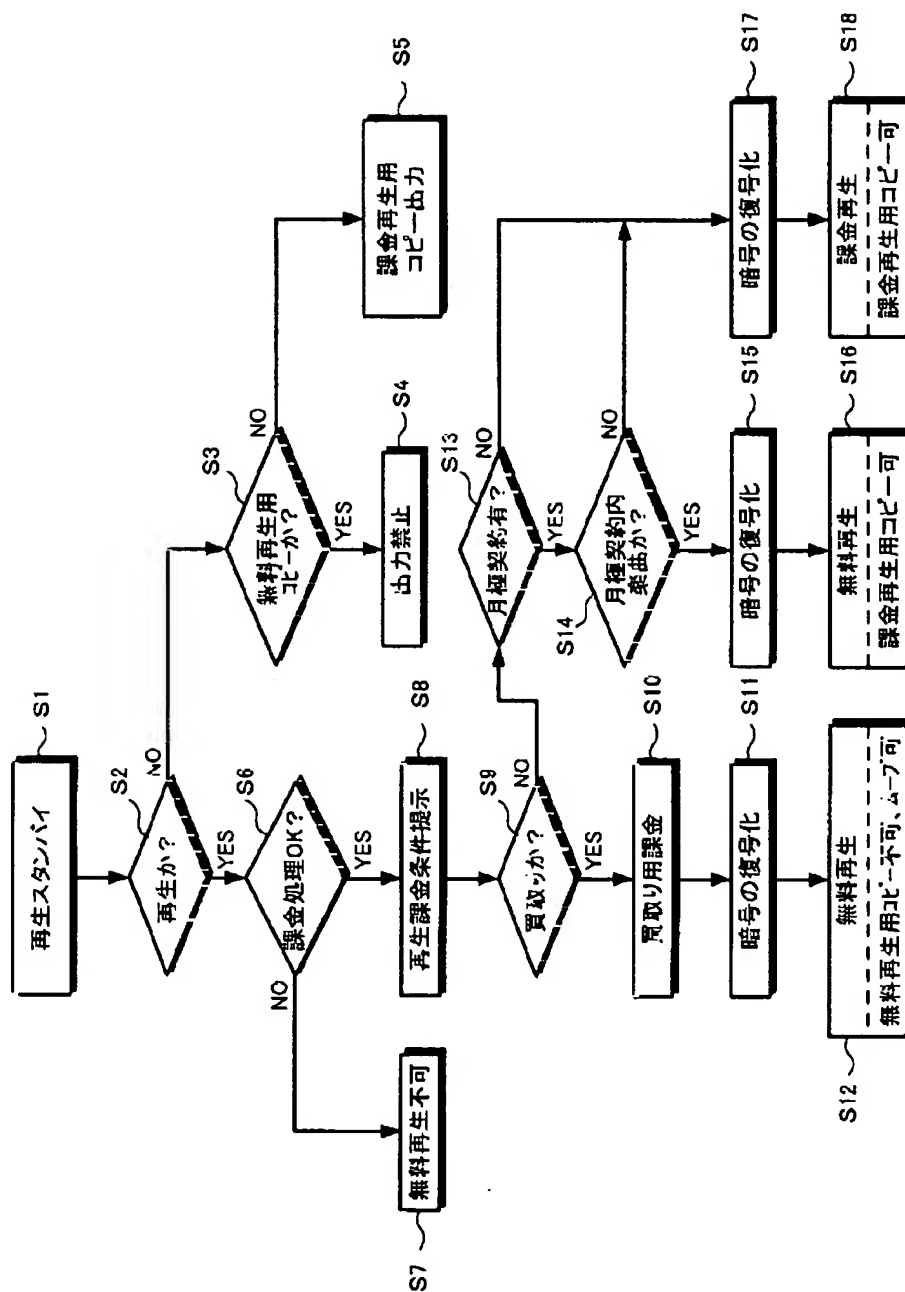 再生スタンバイ
S1
再生か?
S2
NO
YES
無料再生用
コピーか?
S3
NO
YES
出力禁止
S4
課金再生用
コピー出力
S5
課金処理OK?
S6
NO
YES
無料再生不可
S7
再生課金条件提示
S8
買取りか?
S9
NO
YES
買取り用課金
S10
暗号の復号化
S11
無料再生
無料再生用コピー不可、ムーブ可
S12
月極契約有?
S13
NO
YES
月極契約内
楽曲か?
S14
NO
YES
暗号の復号化
S15
無料再生
課金再生用コピー可
S16
暗号の復号化
S17
課金再生
課金再生用コピー可
S18